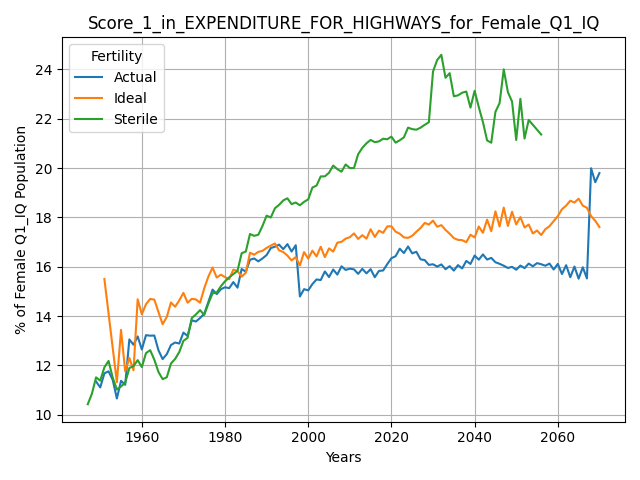 Score_1_in_EXPENDITURE_FOR_HIGHWAYS_for_Female_Q1_IQ
Fertility
Actual
Ideal
Sterile
% of Female Q1_IQ Population
24
22
20
18
16
14
12
10
1960
1980
2000
2020
2040
2060
Years